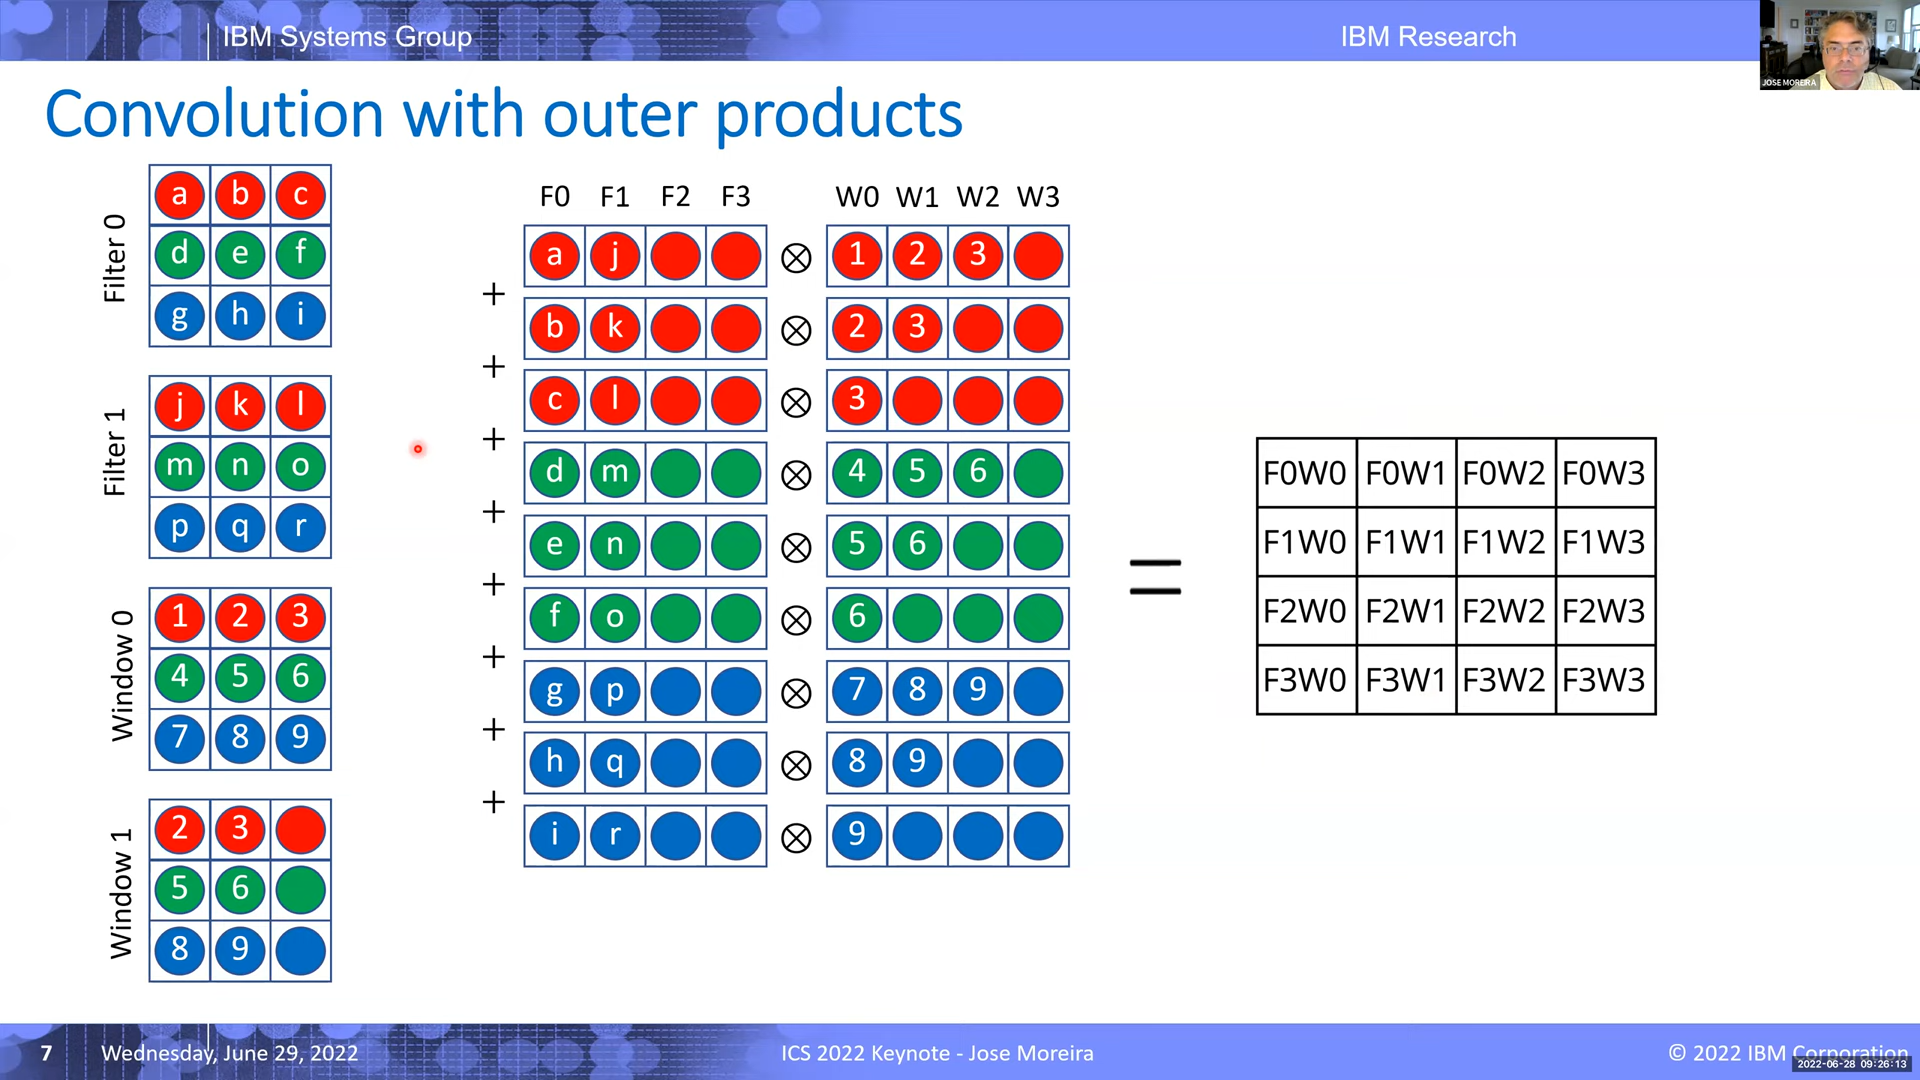 IBM Systems Group
IBM Research
JOSE MOREIRA
Convolution with outer products
Filter 0
a b c
d e f
g h i
Filter 1
j k l
m n o
p q r
Window 0
1 2 3
4 5 6
7 8 9
Window 1
2 3
5 6
8 9
F0 F1 F2 F3 W0 W1 W2 W3
a j ⊗ 1 2 3
+
b k ⊗ 2 3
+
c l ⊗ 3
+
d m ⊗ 4 5 6
+
e n ⊗ 5 6
+
f o ⊗ 6
+
g p ⊗ 7 8 9
+
h q ⊗ 8 9
+
i r ⊗ 9
=
F0W0 F0W1 F0W2 F0W3
F1W0 F1W1 F1W2 F1W3
F2W0 F2W1 F2W2 F2W3
F3W0 F3W1 F3W2 F3W3
7 Wednesday, June 29, 2022
ICS 2022 Keynote - Jose Moreira
© 2022 IBM Corporation
2022-06-28 09:26:13